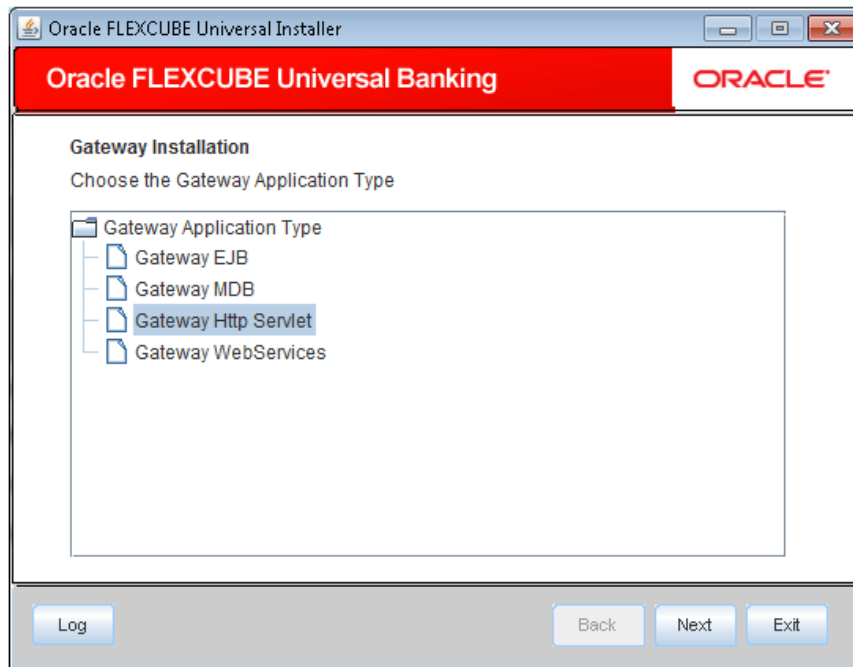 Oracle FLEXCUBE Universal Installer
Oracle FLEXCUBE Universal Banking
ORACLE
Gateway Installation
Choose the Gateway Application Type
Gateway Application Type
Gateway EJB
Gateway MDB
Gateway Http Servlet
Gateway WebServices
Log Back Next Exit